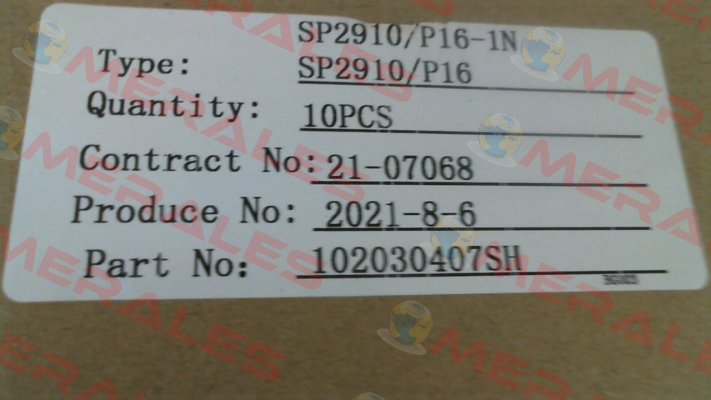 SP2910/P16-1N
Type: SP2910/P16
Quantity: 10PCS
Contract No: 21-07068
Produce No: 2021-8-6
Part No: 102030407SH
OMERALES